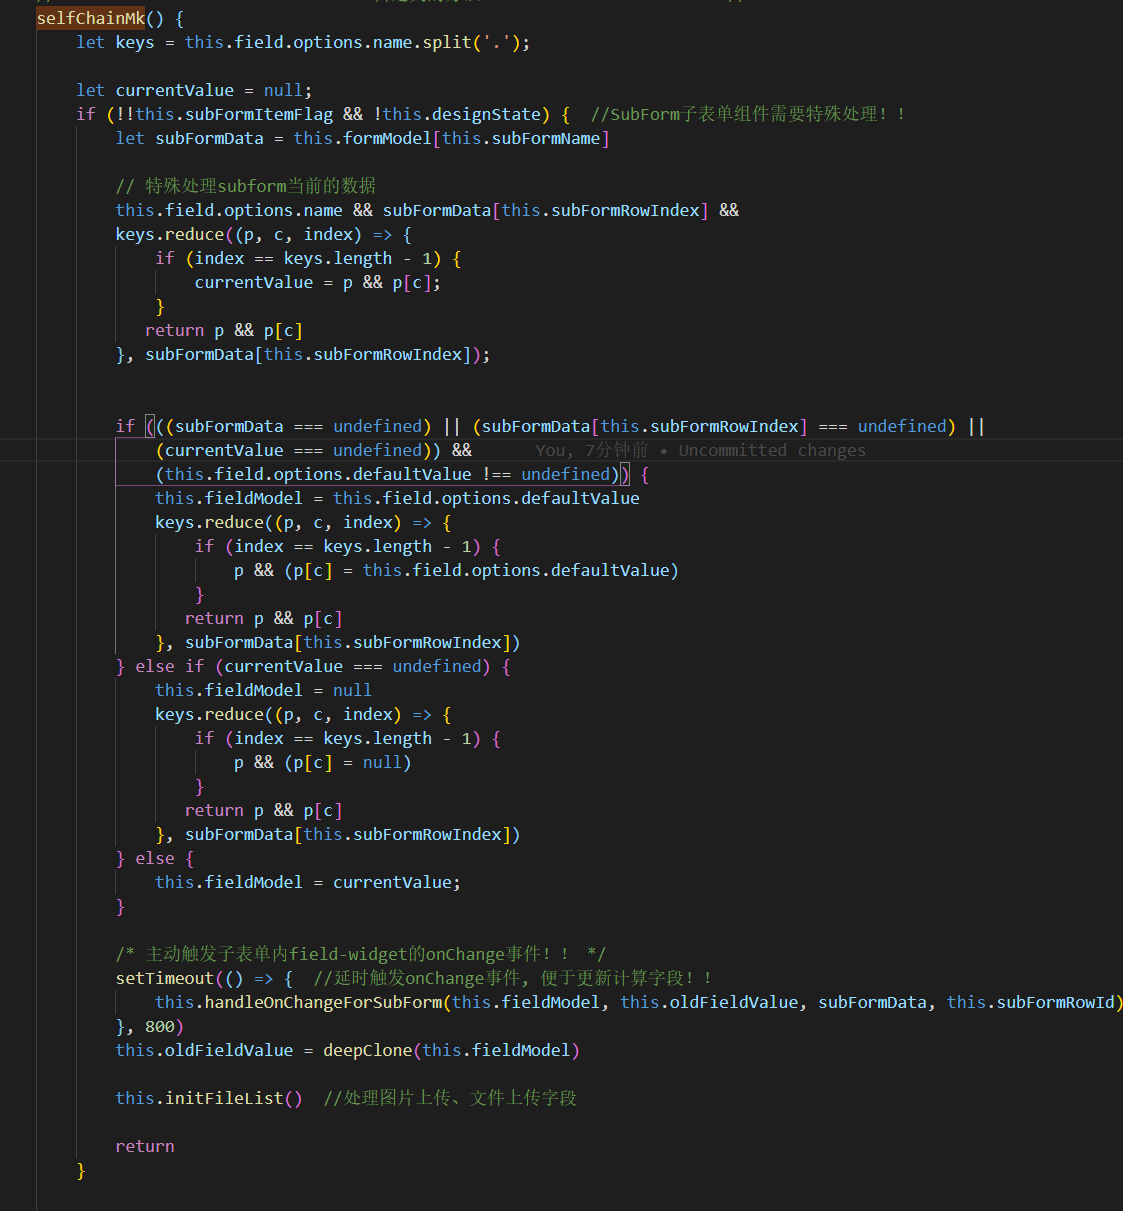 selfChainMk() {
let keys = this.field.options.name.split('.');
let currentValue = null;
if (!!this.subFormItemFlag && !this.designState) {  //SubForm子表单组件需要特殊处理！！
let subFormData = this.formModel[this.subFormName]
// 特殊处理subform当前的数据
this.field.options.name && subFormData[this.subFormRowIndex] &&
keys.reduce((p, c, index) => {
if (index == keys.length - 1) {
currentValue = p && p[c];
}
return p && p[c]
}, subFormData[this.subFormRowIndex]);
if (((subFormData === undefined) || (subFormData[this.subFormRowIndex] === undefined) ||
(currentValue === undefined)) && You, 7分钟前 • Uncommitted changes
(this.field.options.defaultValue !== undefined)) {
this.fieldModel = this.field.options.defaultValue
keys.reduce((p, c, index) => {
if (index == keys.length - 1) {
p && (p[c] = this.field.options.defaultValue)
}
return p && p[c]
}, subFormData[this.subFormRowIndex])
} else if (currentValue === undefined) {
this.fieldModel = null
keys.reduce((p, c, index) => {
if (index == keys.length - 1) {
p && (p[c] = null)
}
return p && p[c]
}, subFormData[this.subFormRowIndex])
} else {
this.fieldModel = currentValue;
}
/* 主动触发子表单内field-widget的onChange事件！！ */
setTimeout(() => {  //延时触发onChange事件, 便于更新计算字段！！
this.handleOnChangeForSubForm(this.fieldModel, this.oldFieldValue, subFormData, this.subFormRowId)
}, 800)
this.oldFieldValue = deepClone(this.fieldModel)
this.initFileList()  //处理图片上传、文件上传字段
return
}